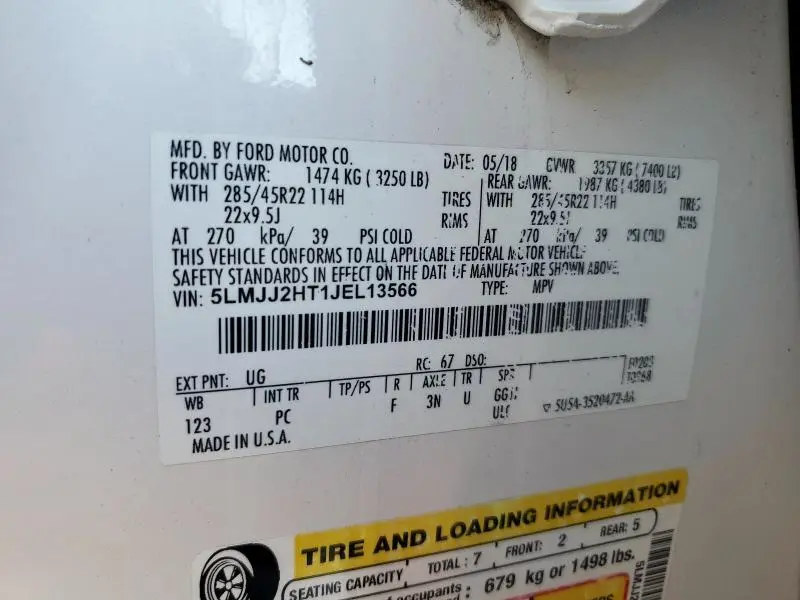 MFD. BY FORD MOTOR CO. DATE: 05/18 GVWR 3357 KG (7400 LB)
FRONT GAWR: 1474 KG (3250 LB) REAR GAWR: 1987 KG (4380 LB)
WITH 285/45R22 114H TIRES WITH 285/45R22 114H TIRES
22x9.5J RIMS 22x9.5J RIMS
AT 270 kPa/ 39 PSI COLD AT 270 kPa/ 39 PSI COLD
THIS VEHICLE CONFORMS TO ALL APPLICABLE FEDERAL MOTOR VEHICLE
SAFETY STANDARDS IN EFFECT ON THE DATE OF MANUFACTURE SHOWN ABOVE.
VIN: 5LMJJ2HT1JEL13566 TYPE: MPV
EXT PNT: UG RC: 67 DSO:
WB INT TR TP/PS R AXLE TR SPR
123 PC F 3N U
MADE IN U.S.A.
TIRE AND LOADING INFORMATION
SEATING CAPACITY TOTAL : 7 FRONT: 2 REAR: 5
occupants : 679 kg or 1498 lbs.